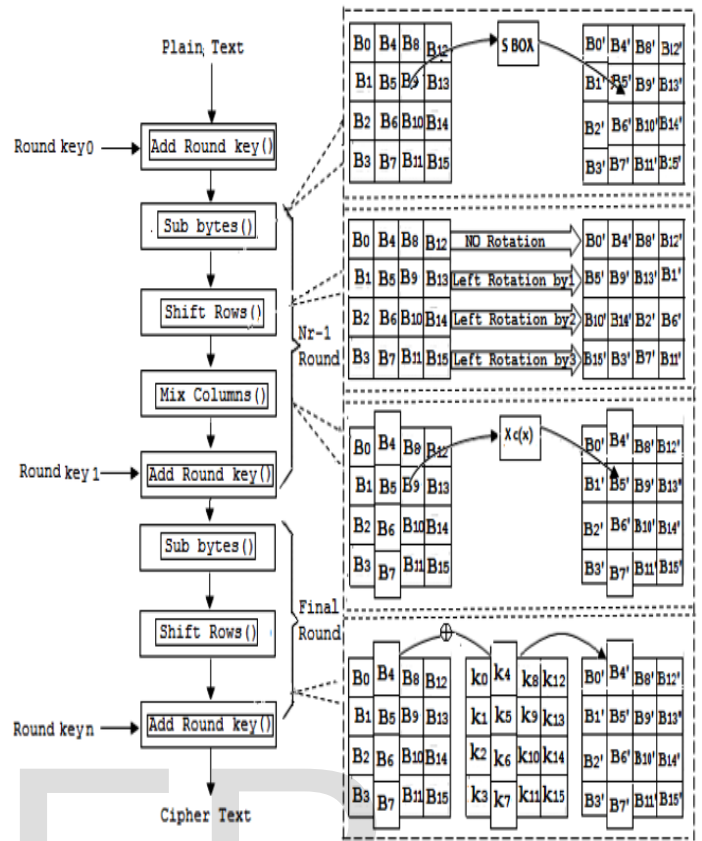 Plain Text
Round key0
Add Round key()
Sub bytes()
Shift Rows()
Nr-1
Round
Mix Columns()
Round key1
Add Round key()
Sub bytes()
Final
Round
Shift Rows()
Round keyn
Add Round key()
Cipher Text
B0 B4 B8 B12
S BOX
B0' B4' B8' B12'
B1 B5 B9 B13
B1' B5' B9' B13'
B2 B6 B10 B14
B2' B6' B10' B14'
B3 B7 B11 B15
B3' B7' B11' B15'
B0 B4 B8 B12 NO Rotation B0' B4' B8' B12'
B1 B5 B9 B13 Left Rotation by1 B5' B9' B13' B1'
B2 B6 B10 B14 Left Rotation by2 B10' B14' B2' B6'
B3 B7 B11 B15 Left Rotation by3 B15' B3' B7' B11'
Xc(x)
B0 B4 B8 B12 B0' B4' B8' B12'
B1 B5 B9 B13 B1' B5' B9' B13"
B2 B6 B10 B14 B2' B6' B10' B14'
B3 B7 B11 B15 B3' B7' B11' B15'
⊕
B0 B4 B8 B12 k0 k4 k8 k12 B0' B4' B8' B12'
B1 B5 B9 B13 k1 k5 k9 k13 B1' B5' B9' B13"
B2 B6 B10 B14 k2 k6 k10 k14 B2' B6' B10' B14'
B3 B7 B11 B15 k3 k7 k11 k15 B3' B7' B11' B15'